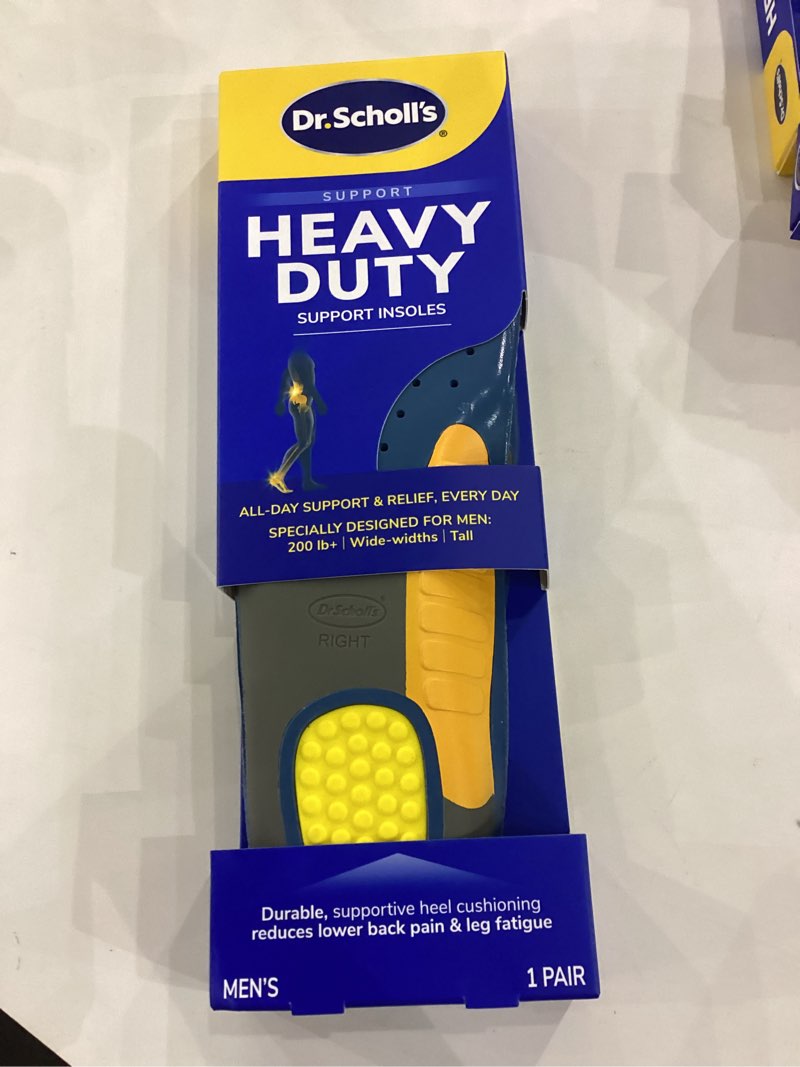 Dr.Scholl's®
SUPPORT
HEAVY
DUTY
SUPPORT INSOLES
ALL-DAY SUPPORT & RELIEF, EVERY DAY
SPECIALLY DESIGNED FOR MEN:
200 lb+ | Wide-widths | Tall
Dr.Scholl's®
RIGHT
Durable, supportive heel cushioning
reduces lower back pain & leg fatigue
MEN'S
1 PAIR
Dr.Scholl's